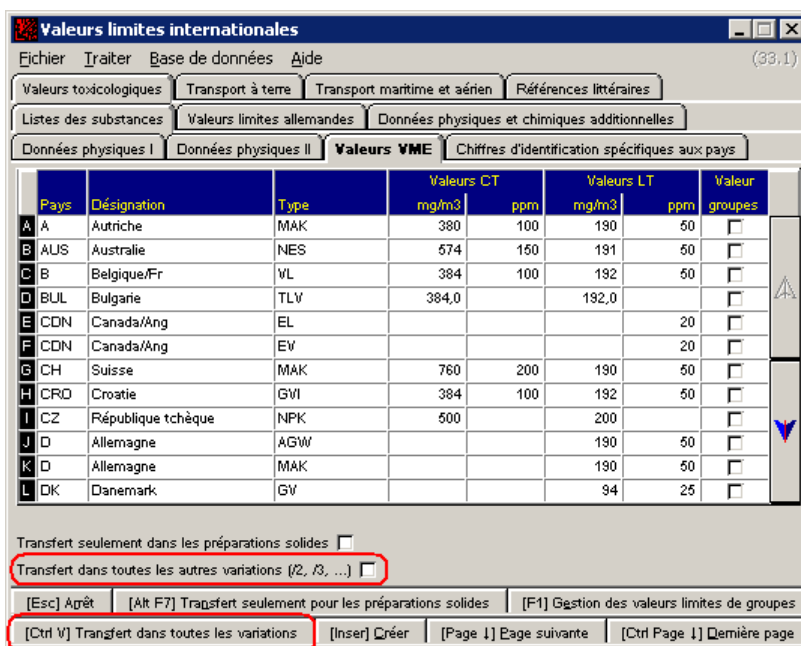 Valeurs limites internationales
Fichier Traiter Base de données Aide (33.1)
Valeurs toxicologiques Transport à terre Transport maritime et aérien Références littéraires
Listes des substances Valeurs limites allemandes Données physiques et chimiques additionnelles
Données physiques I Données physiques II Valeurs VME Chiffres d'identification spécifiques aux pays
Valeurs CT Valeurs LT Valeur
Pays Désignation Type mg/m3 ppm mg/m3 ppm groupes
A A Autriche MAK 380 100 190 50
B AUS Australie NES 574 150 191 50
C B Belgique/Fr VL 384 100 192 50
D BUL Bulgarie TLV 384,0 192,0
E CDN Canada/Ang EL 20
F CDN Canada/Ang EV 20
G CH Suisse MAK 760 200 190 50
H CRO Croatie GVI 384 100 192 50
I CZ République tchèque NPK 500 200
J D Allemagne AGW 190 50
K D Allemagne MAK 190 50
L DK Danemark GV 94 25
Transfert seulement dans les préparations solides
Transfert dans toutes les autres variations (/2, /3, ...)
[Esc] Arrêt [Alt F7] Transfert seulement pour les préparations solides [F1] Gestion des valeurs limites de groupes
[Ctrl V] Transfert dans toutes les variations [Inser] Créer [Page ↓] Page suivante [Ctrl Page ↓] Dernière page